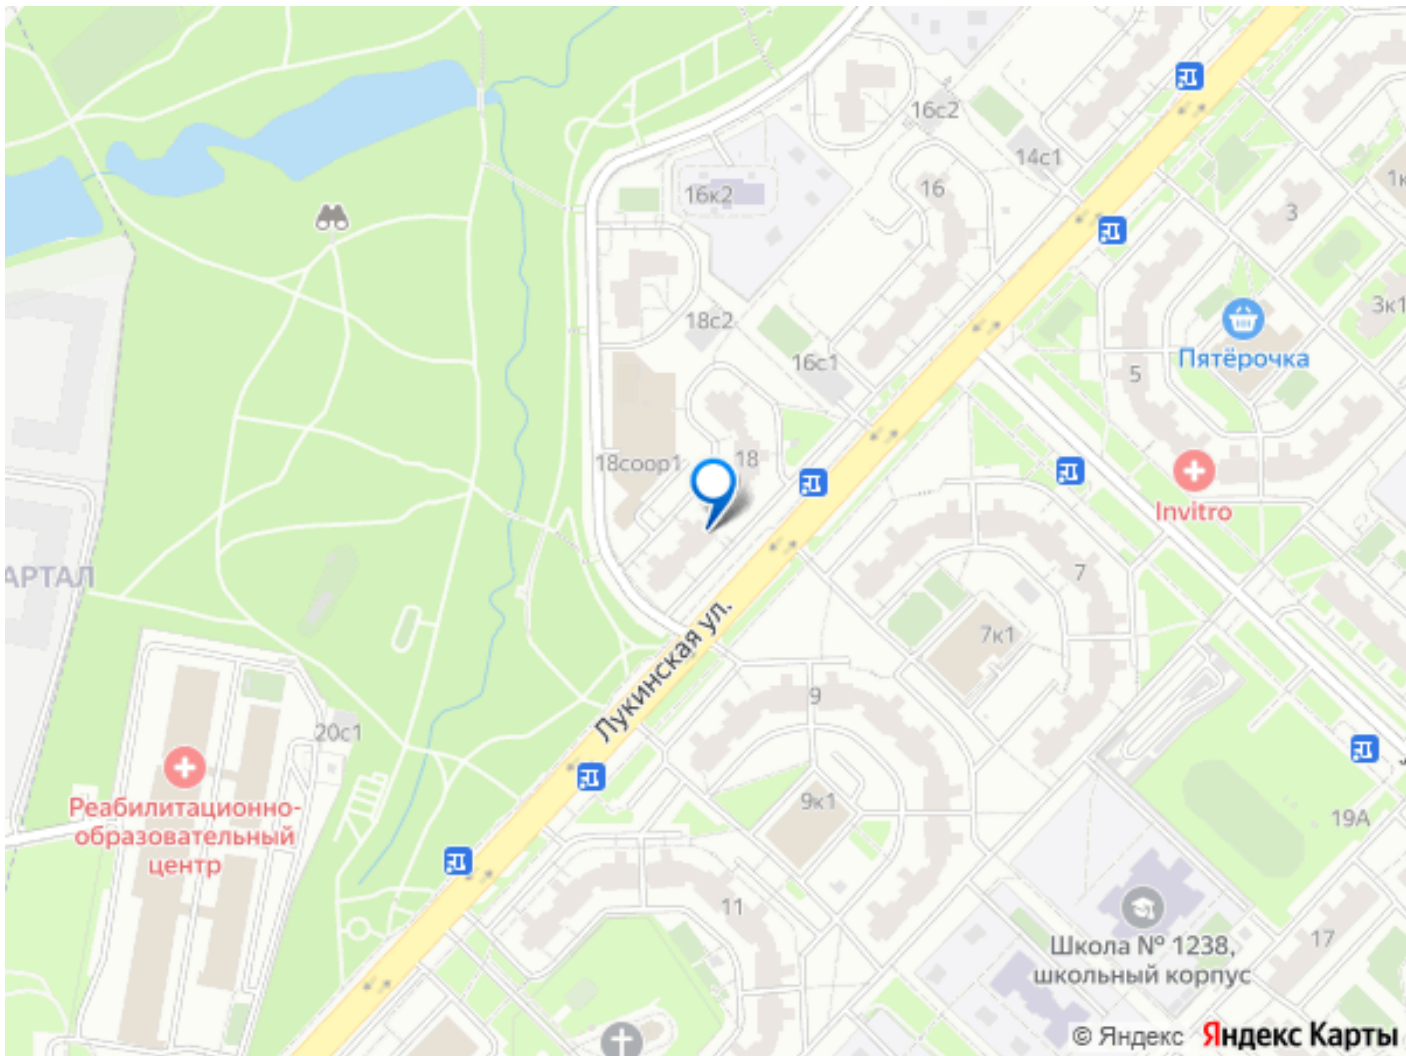 16с2
14с1
1к
16к2
16
3
18с2
3к1
16с1
Пятёрочка
5
18
18соор1
Invitro
АРТАЛ
7
7к1
Лукинская ул.
9
20с1
9к1
Реабилитационно-
образовательный
центр
19А
11
17
Школа № 1238,
школьный корпус
© Яндекс Яндекс Карты